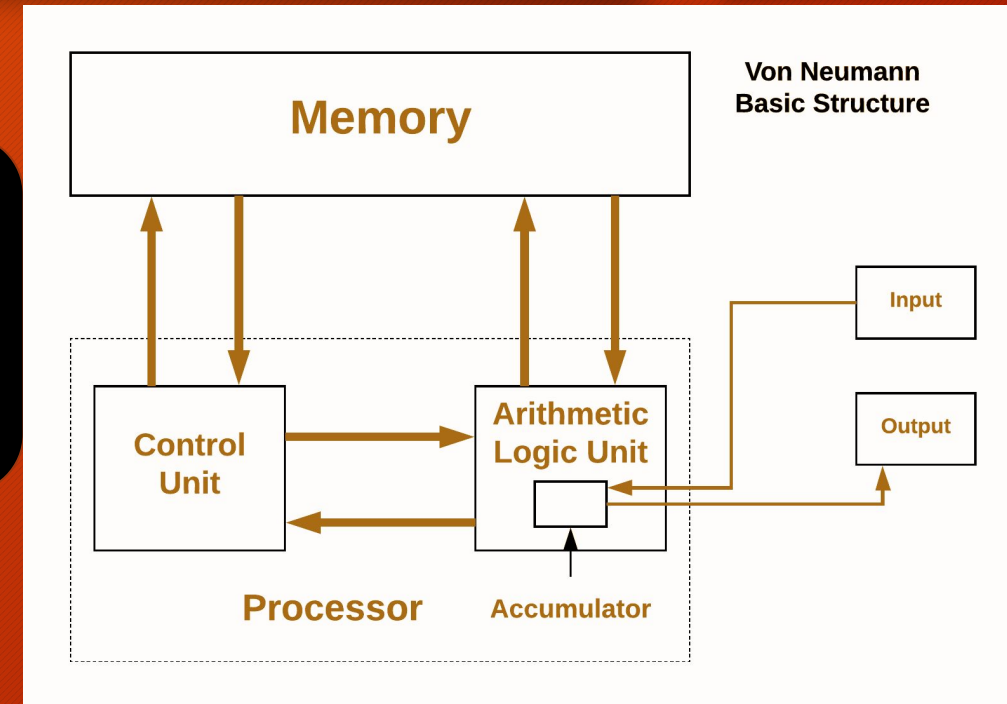 Von Neumann
Basic Structure
Memory
Input
Output
Control
Unit
Arithmetic
Logic Unit
Processor
Accumulator